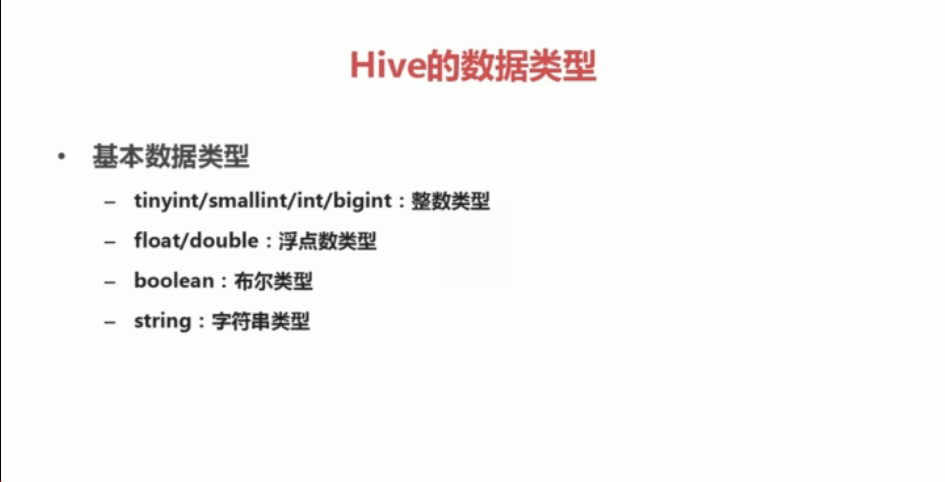 Hive的数据类型
• 基本数据类型
– tinyint/smallint/int/bigint：整数类型
– float/double：浮点数类型
– boolean：布尔类型
– string：字符串类型